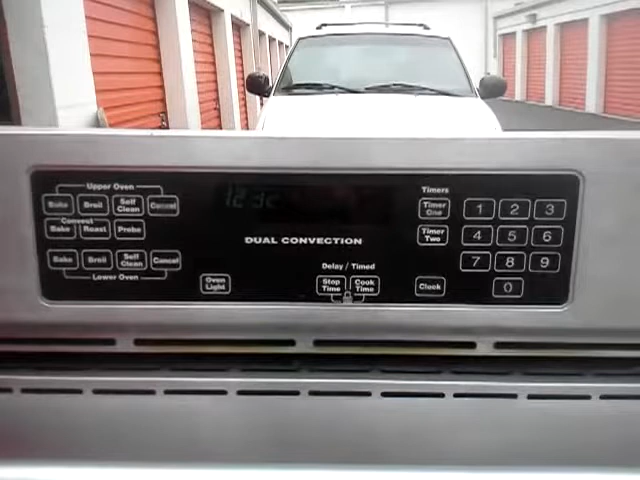 Upper Oven
Bake Broil Self Clean Cancel
Convect
Bake Roast Probe
Bake Broil Self Clean Cancel
Lower Oven
Oven Light
12:32
DUAL CONVECTION
Delay / Timed
Stop Time Cook Time
Timers
Timer One
Timer Two
Clock
1 2 3
4 5 6
7 8 9
0